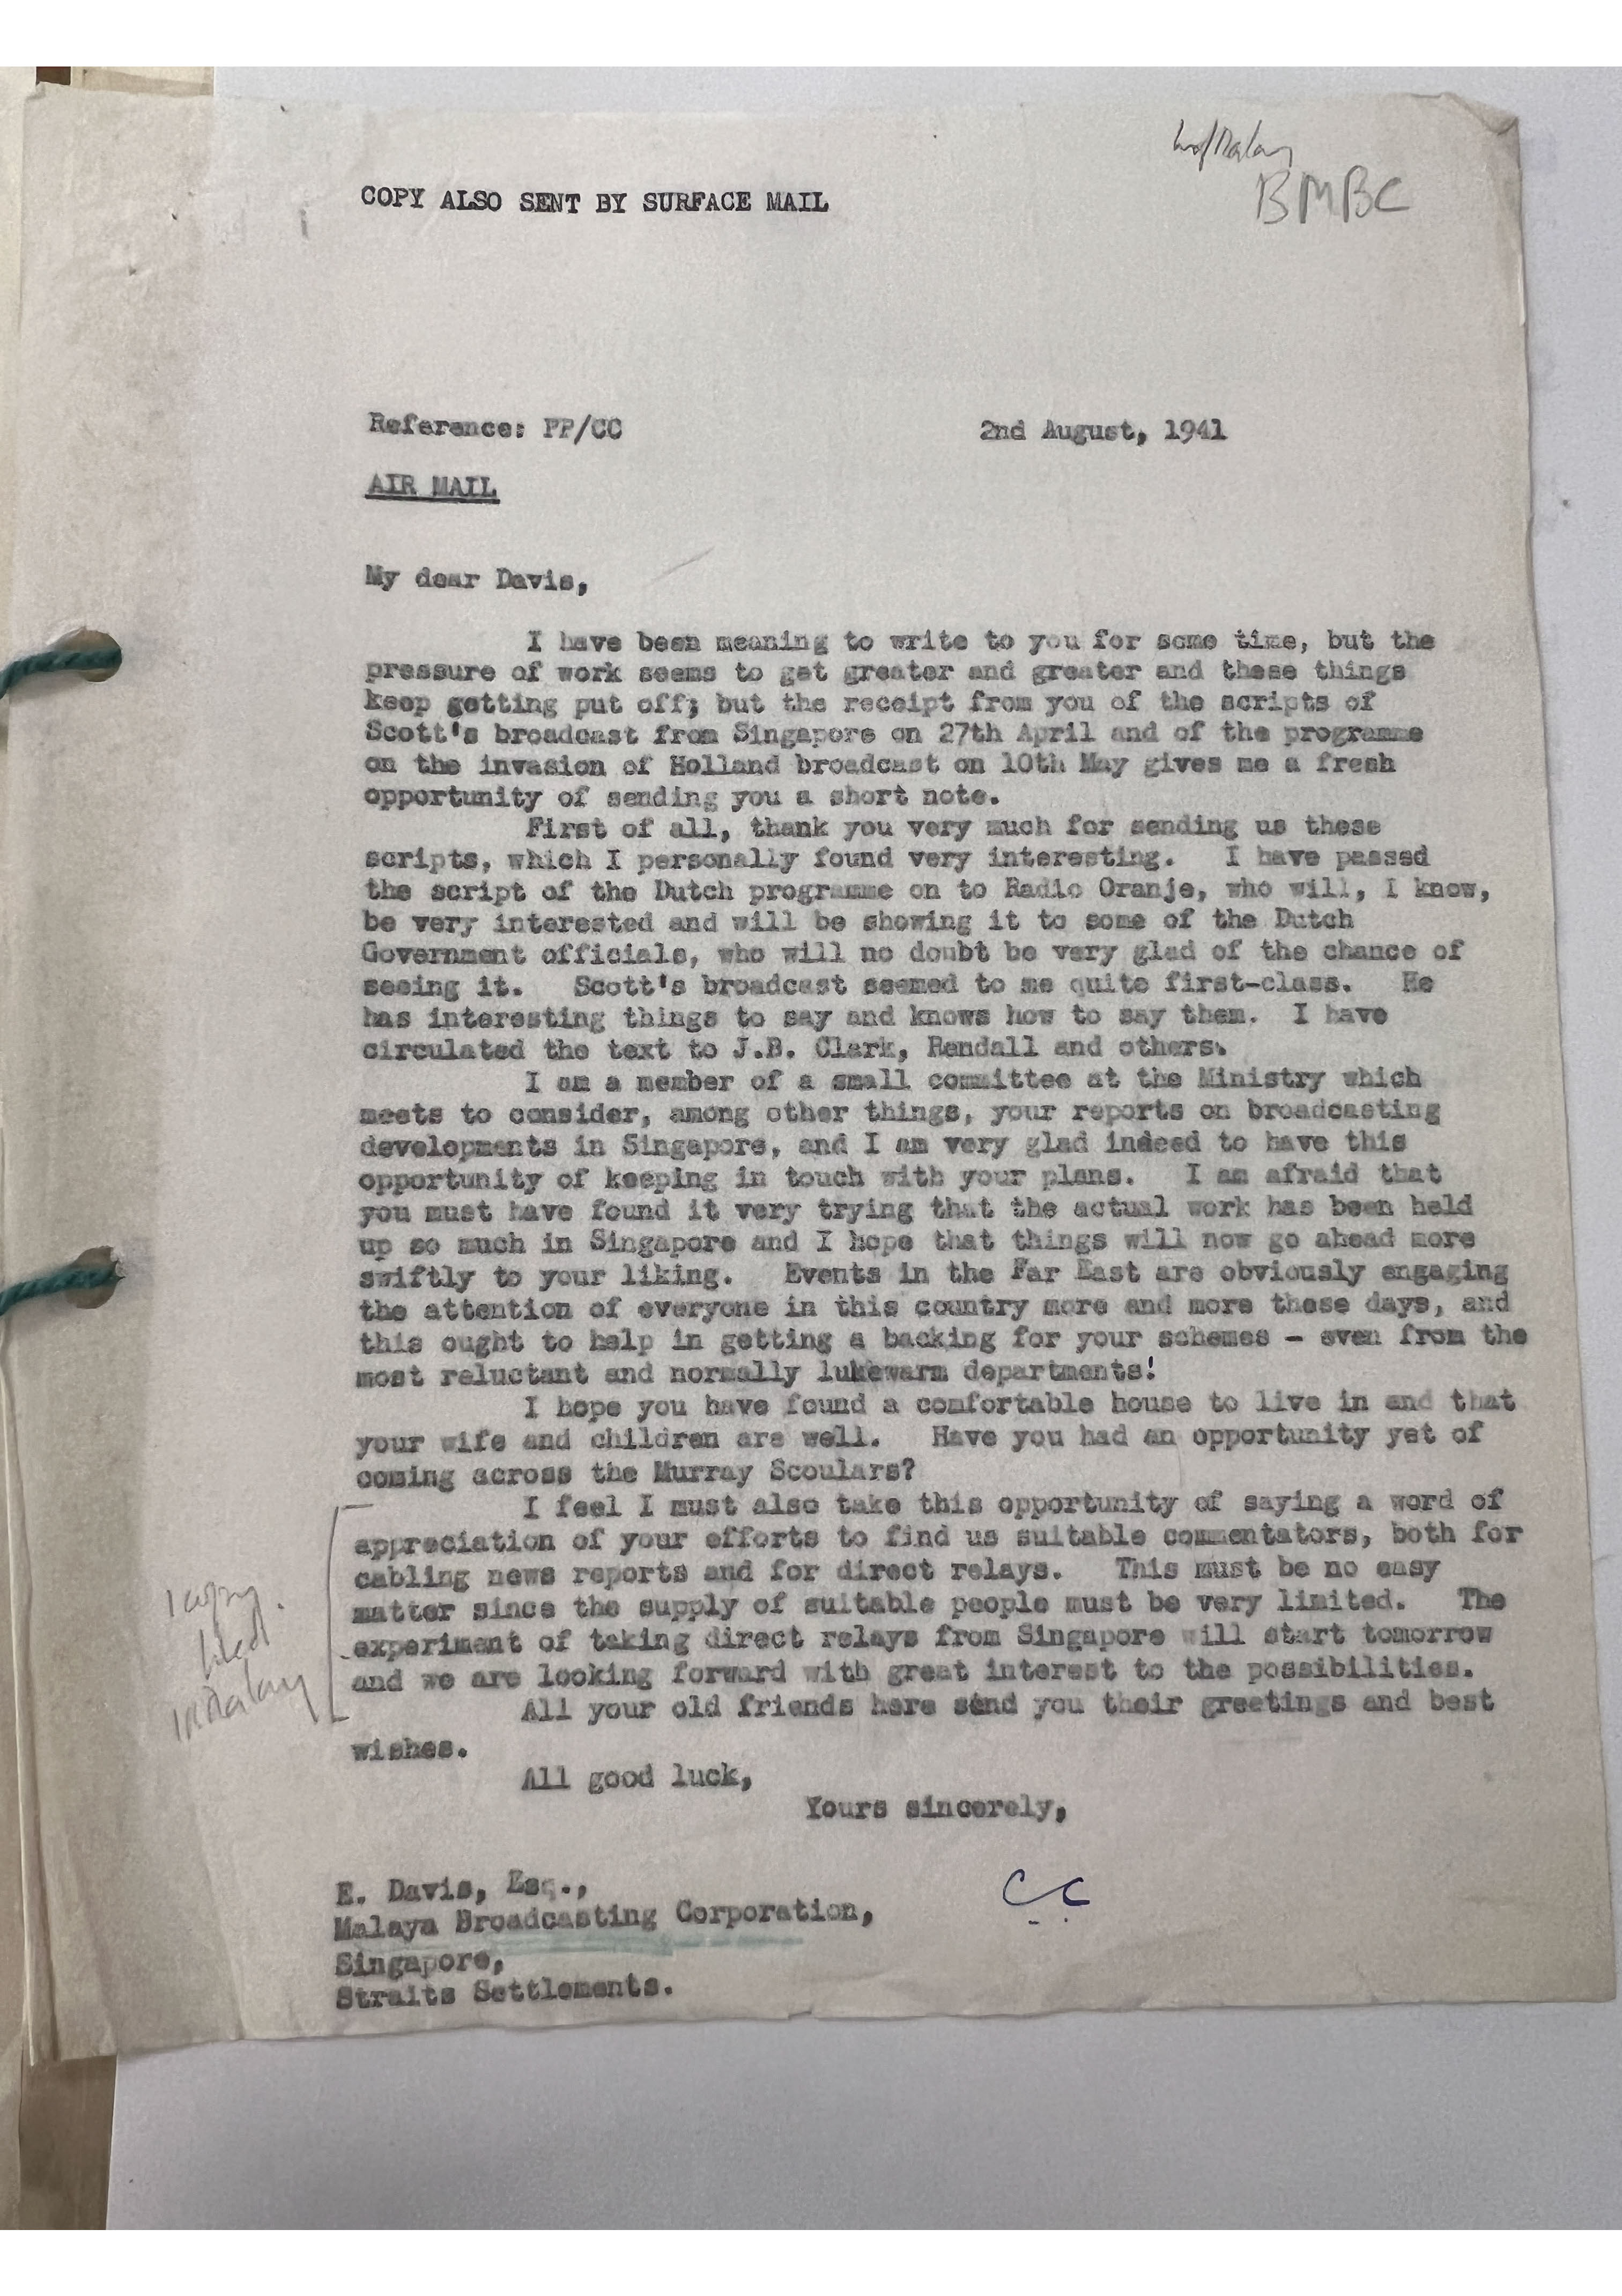 BMBC
COPY ALSO SENT BY SURFACE MAIL
Reference: PP/CC 2nd August, 1941
AIR MAIL
My dear Davis,
I have been meaning to write to you for some time, but the
pressure of work seems to get greater and greater and these things
keep getting put off; but the receipt from you of the scripts of
Scott's broadcast from Singapore on 27th April and of the programme
on the invasion of Holland broadcast on 10th May gives me a fresh
opportunity of sending you a short note.
First of all, thank you very much for sending us these
scripts, which I personally found very interesting. I have passed
the script of the Dutch programme on to Radio Oranje, who will, I know,
be very interested and will be showing it to some of the Dutch
Government officials, who will no doubt be very glad of the chance of
seeing it. Scott's broadcast seemed to me quite first-class. He
has interesting things to say and knows how to say them. I have
circulated the text to J.B. Clark, Rendall and others.
I am a member of a small committee at the Ministry which
meets to consider, among other things, your reports on broadcasting
developments in Singapore, and I am very glad indeed to have this
opportunity of keeping in touch with your plans. I am afraid that
you must have found it very trying that the actual work has been held
up so much in Singapore and I hope that things will now go ahead more
swiftly to your liking. Events in the Far East are obviously engaging
the attention of everyone in this country more and more these days, and
this ought to help in getting a backing for your schemes - even from the
most reluctant and normally lukewarm departments!
I hope you have found a comfortable house to live in and that
your wife and children are well. Have you had an opportunity yet of
coming across the Murray Scoulars?
I feel I must also take this opportunity of saying a word of
appreciation of your efforts to find us suitable commentators, both for
cabling news reports and for direct relays. This must be no easy
matter since the supply of suitable people must be very limited. The
experiment of taking direct relays from Singapore will start tomorrow
and we are looking forward with great interest to the possibilities.
1 copy
filed
in Malay
All your old friends here send you their greetings and best
wishes.
All good luck,
Yours sincerely,
CC
E. Davis, Esq.,
Malaya Broadcasting Corporation,
Singapore,
Straits Settlements.